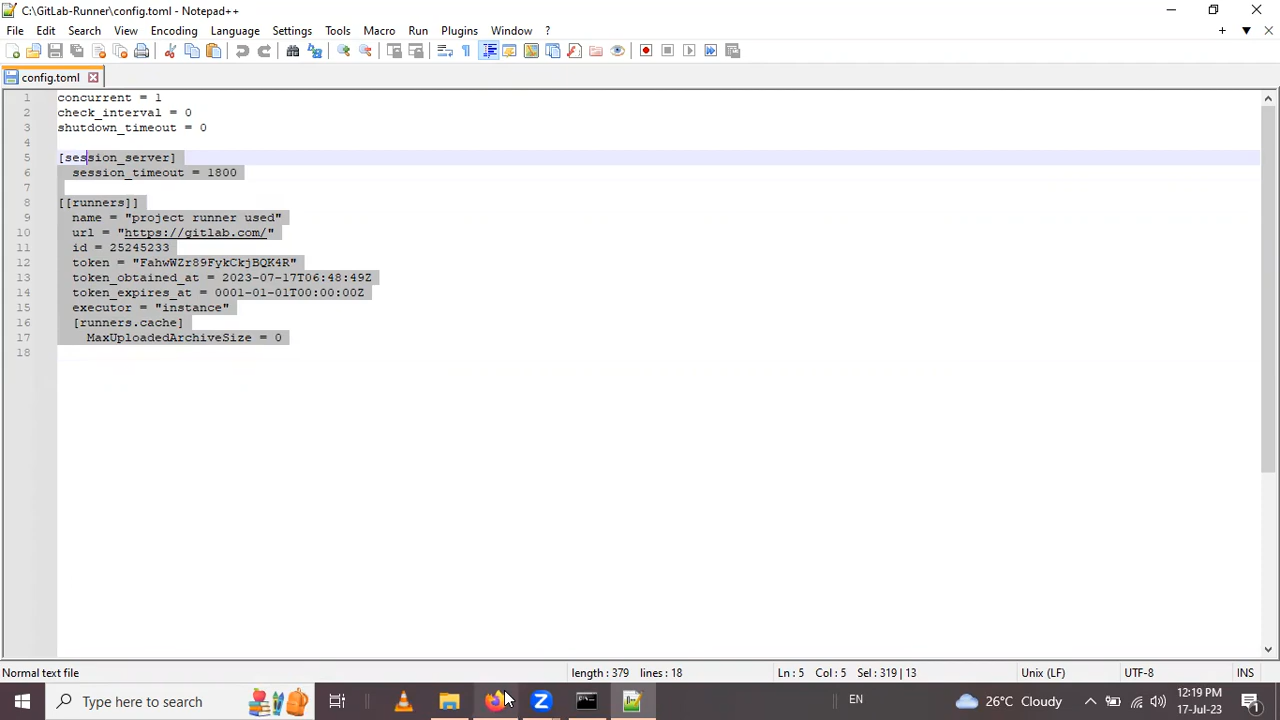 C:\GitLab-Runner\config.toml - Notepad++
File Edit Search View Encoding Language Settings Tools Macro Run Plugins Window ?
config.toml
1 concurrent = 1
2 check_interval = 0
3 shutdown_timeout = 0
4
5 [session_server]
6 session_timeout = 1800
7
8 [[runners]]
9 name = "project runner used"
10 url = "https://gitlab.com/"
11 id = 25245233
12 token = "FahwWZr89FykCkjBQK4R"
13 token_obtained_at = 2023-07-17T06:48:49Z
14 token_expires_at = 0001-01-01T00:00:00Z
15 executor = "instance"
16 [runners.cache]
17 MaxUploadedArchiveSize = 0
18
Normal text file length : 379 lines : 18 Ln : 5 Col : 5 Sel : 319 | 13 Unix (LF) UTF-8 INS
Type here to search EN 26°C Cloudy 12:19 PM
17-Jul-23